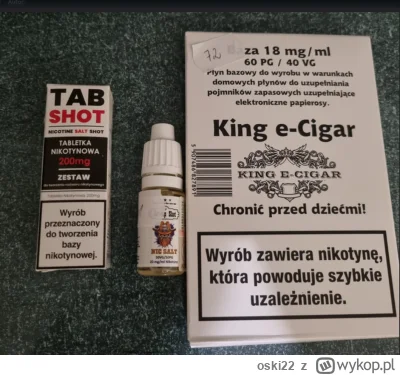 TAB
SHOT
NICOTINE SALT SHOT
TABLETKA
NIKOTYNOWA
200mg
ZESTAW
Wyrób
przeznaczony
do tworzenia
bazy
nikotynowej.
NIC SALT
72
Baza 18 mg/ml
60 PG / 40 VG
Płyn bazowy do wyrobu w warunkach
domowych płynów do uzupełniania
pojemników zapasowych uzupełniające
elektroniczne papierosy.
King e-Cigar
KING E-CIGAR
Chronić przed dziećmi!
Wyrób zawiera nikotynę,
która powoduje szybkie
uzależnienie.
oski22 z wykop.pl